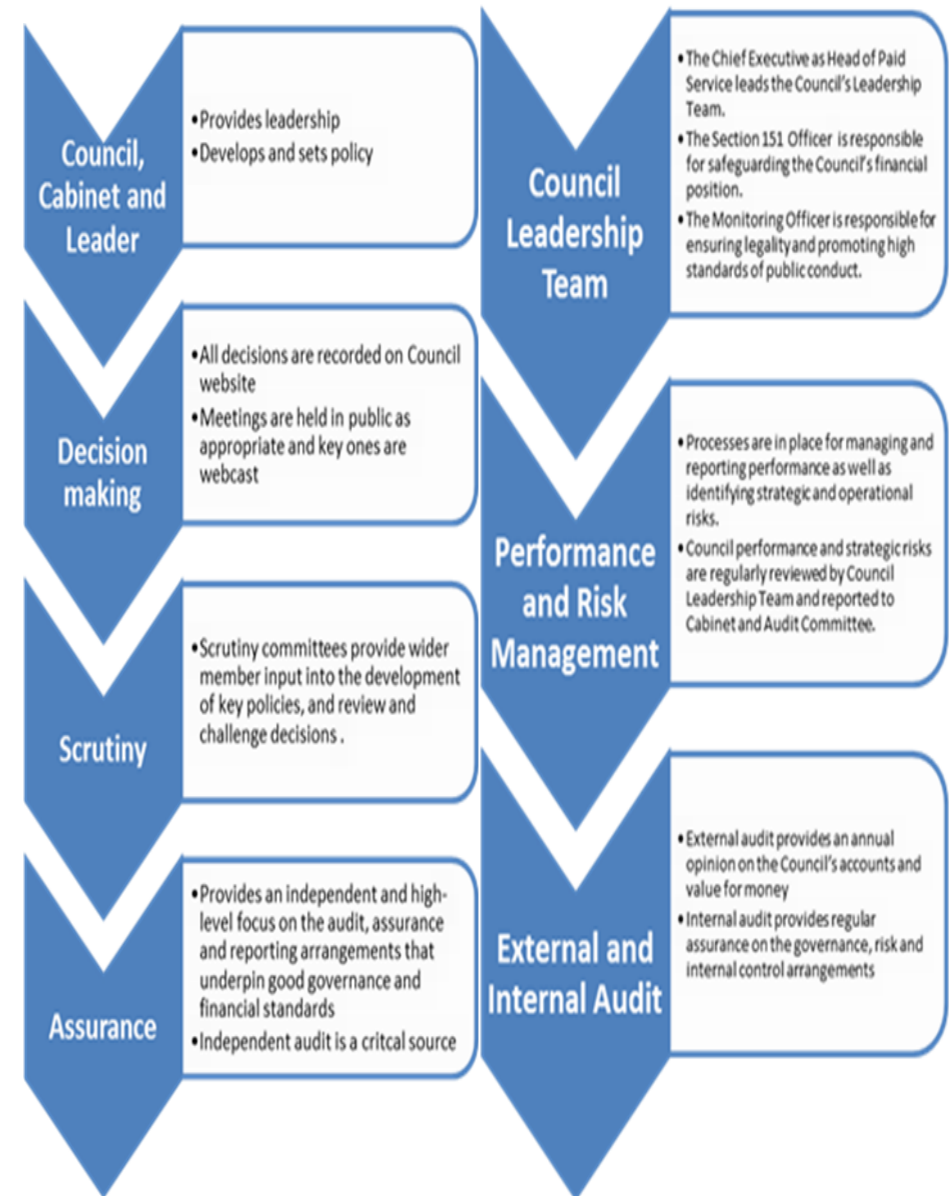 Council,
Cabinet and
Leader
•Provides leadership
•Develops and sets policy
Decision
making
•All decisions are recorded on Council
website
•Meetings are held in public as
appropriate and key ones are
webcast
Scrutiny
•Scrutiny committees provide wider
member input into the development
of key policies, and review and
challenge decisions .
Assurance
•Provides an independent and high-
level focus on the audit, assurance
and reporting arrangements that
underpin good governance and
financial standards
•Independent audit is a critcal source
Council
Leadership
Team
•The Chief Executive as Head of Paid
Service leads the Council's Leadership
Team.
•The Section 151 Officer is responsible
for safeguarding the Council's financial
position.
•The Monitoring Officer is responsible for
ensuring legality and promoting high
standards of public conduct.
Performance
and Risk
Management
•Processes are in place for managing and
reporting performance as well as
identifying strategic and operational
risks.
•Council performance and strategic risks
are regularly reviewed by Council
Leadership Team and reported to
Cabinet and Audit Committee.
External and
Internal Audit
•External audit provides an annual
opinion on the Council's accounts and
value for money
•Internal audit provides regular
assurance on the governance, risk and
internal control arrangements